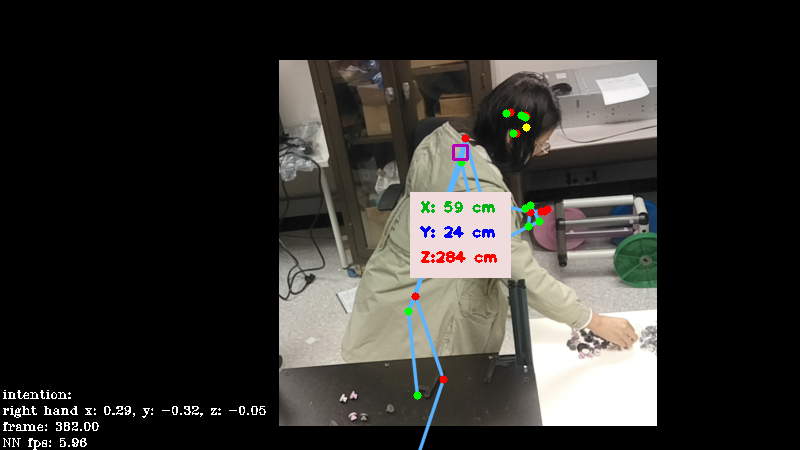 X: 59 cm
Y: 24 cm
Z:284 cm
intention:
right hand x: 0.29, y: -0.32, z: -0.05
frame: 382.00
NN fps: 5.96